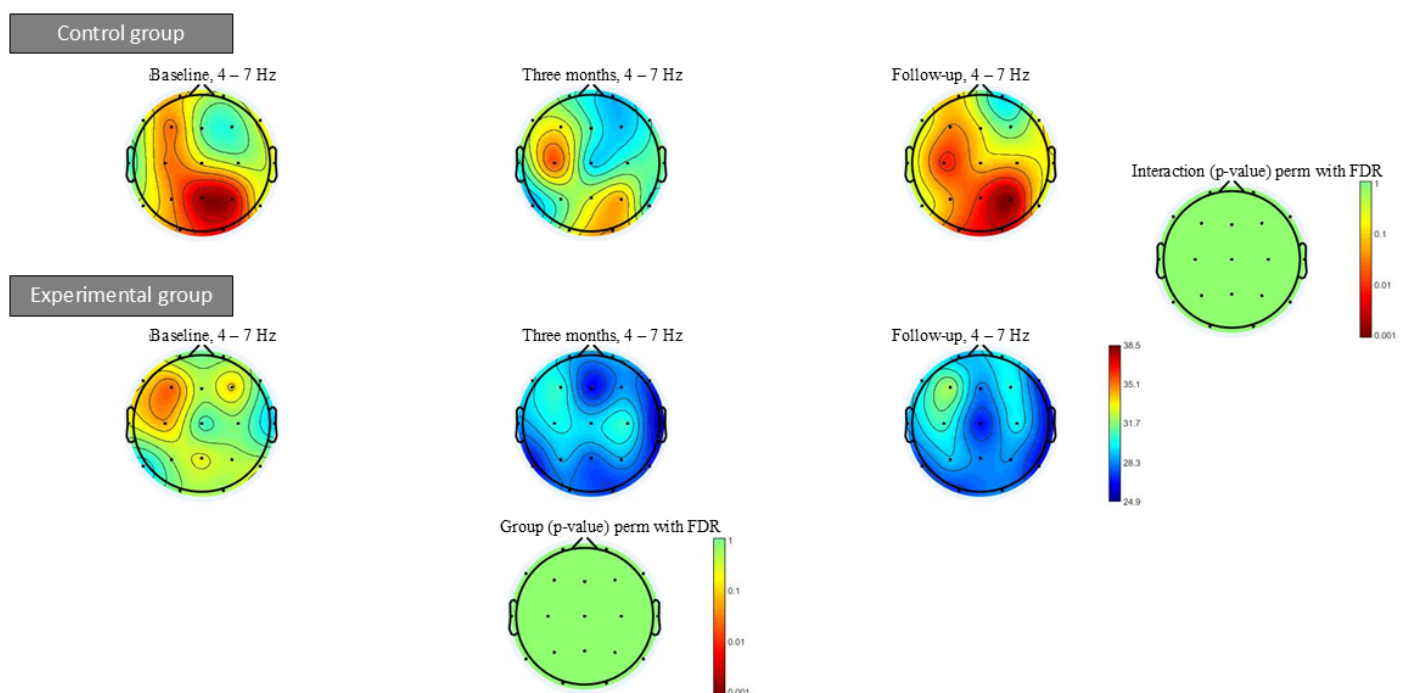 Control group
Baseline, 4 – 7 Hz
Three months, 4 – 7 Hz
Follow-up, 4 – 7 Hz
Interaction (p-value) perm with FDR
1
0.1
0.01
0.001
Experimental group
Baseline, 4 – 7 Hz
Three months, 4 – 7 Hz
Follow-up, 4 – 7 Hz
38.5
35.1
31.7
28.3
24.9
Group (p-value) perm with FDR
1
0.1
0.01
0.001